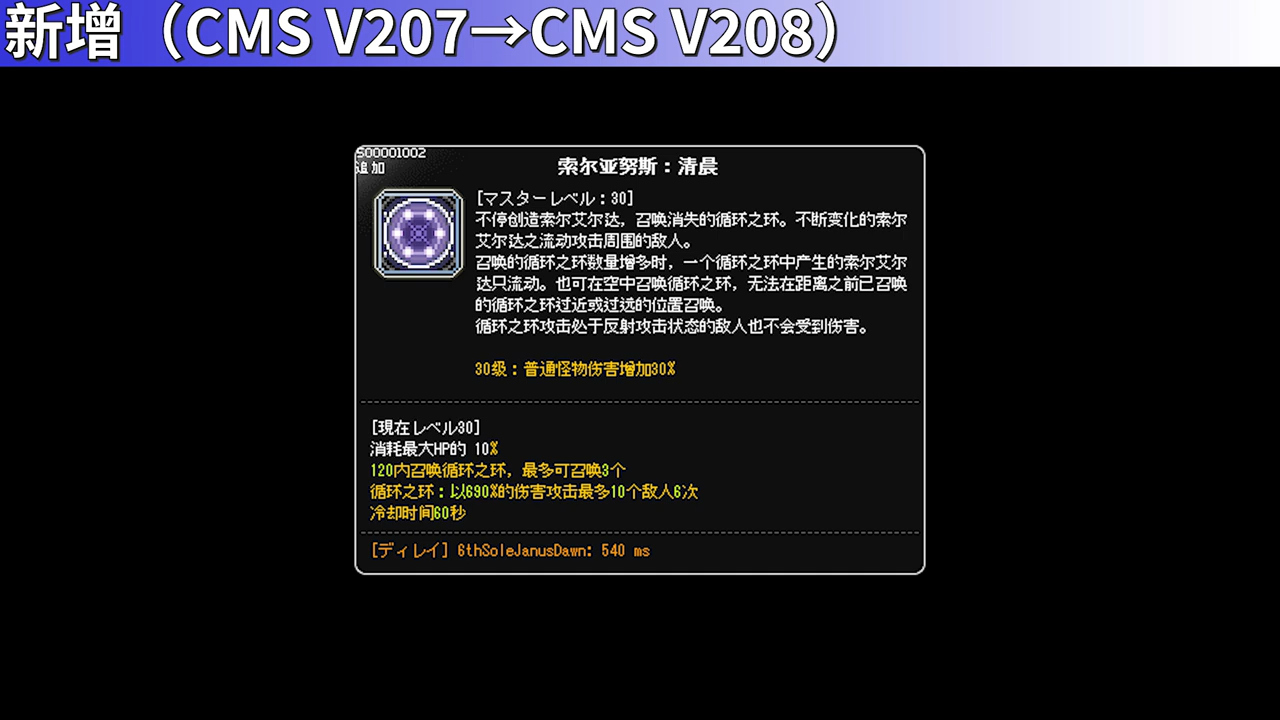 新增（CMS V207→CMS V208）
500001002
追加
索尔亚努斯：清晨
[マスターレベル：30]
不停创造索尔艾尔达，召唤消失的循环之环。不断变化的索尔
艾尔达之流动攻击周围的敌人。
召唤的循环之环数量增多时，一个循环之环中产生的索尔艾尔
达只流动。也可在空中召唤循环之环，无法在距离之前已召唤
的循环之环过近或过远的位置召唤。
循环之环攻击处于反射攻击状态的敌人也不会受到伤害。
30级：普通怪物伤害增加30%
[現在レベル30]
消耗最大HP的 10%
120内召唤循环之环，最多可召唤3个
循环之环：以690%的伤害攻击最多10个敌人6次
冷却时间60秒
[ディレイ] 6thSoleJanusDawn: 540 ms